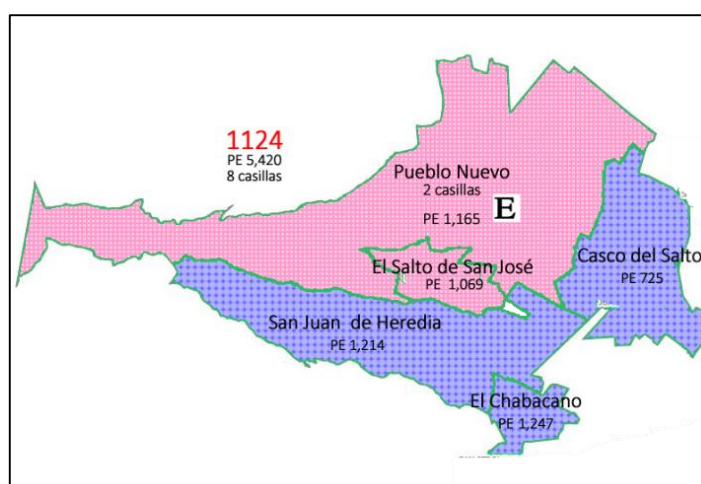 1124
PE 5,420
8 casillas
Pueblo Nuevo
2 casillas
PE 1,165
E
El Salto de San José
PE 1,069
Casco del Salto
PE 725
San Juan de Heredia
PE 1,214
El Chabacano
PE 1,247